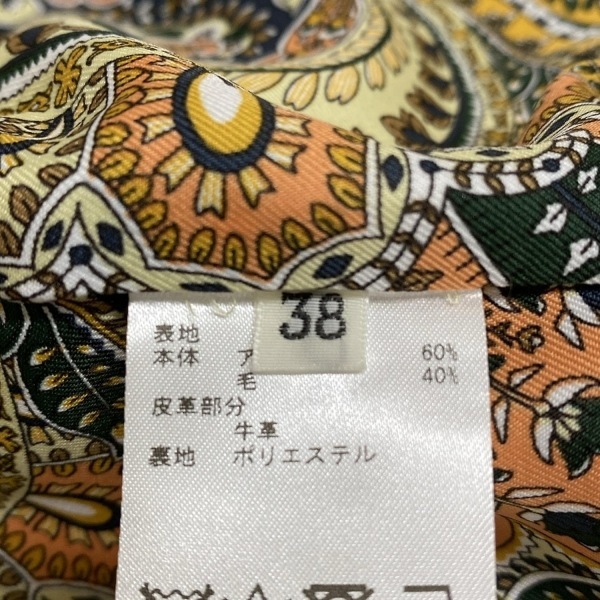 38
表地
本体 60%
毛 40%
皮革部分
牛革
裏地 ポリエステル